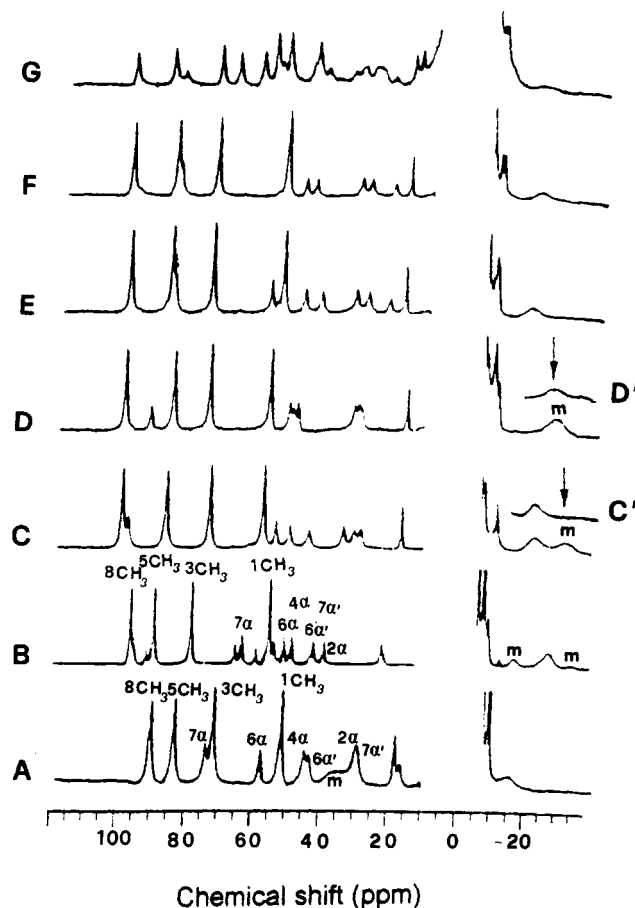 G
F
E
D
D'
m
C
C'
m
8CH₃ 5CH₃ 3CH₃ 1CH₃
7α 6α 4α 6α' 7α' 2α
B
m m
8CH₃ 5CH₃ 3CH₃ 1CH₃
7α 6α 4α 6α' m 2α 7α'
A
100 80 60 40 20 0 -20
Chemical shift (ppm)